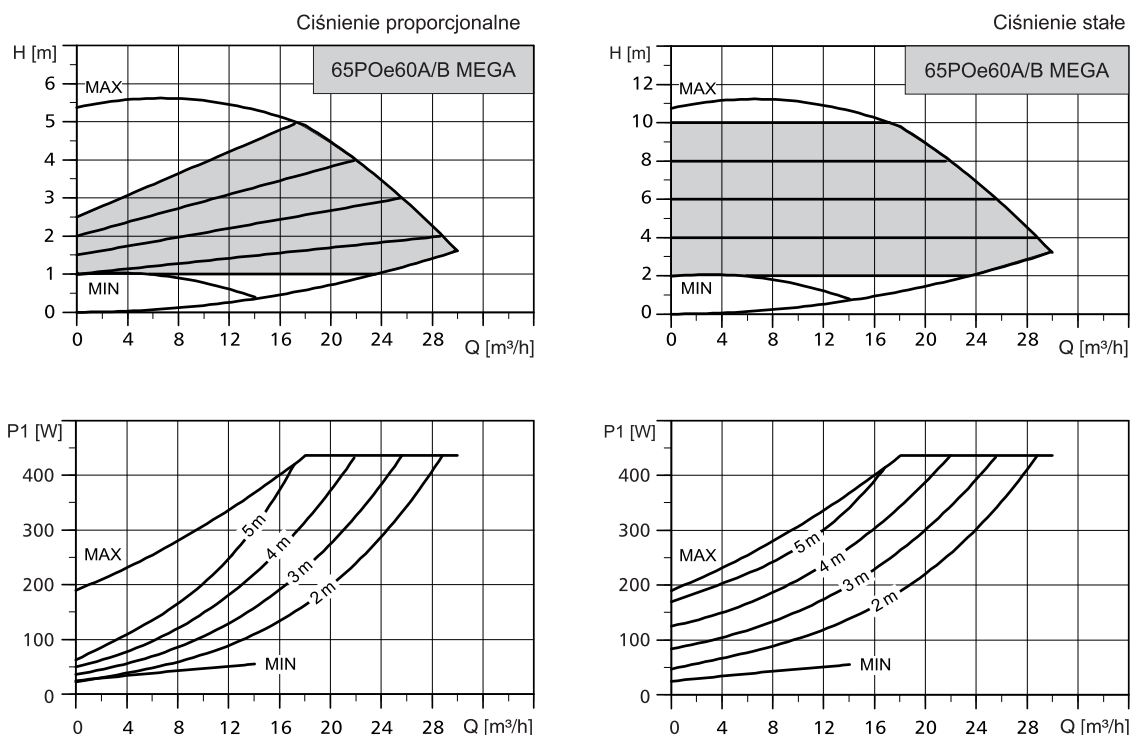 Ciśnienie proporcjonalne
H [m]
65POe60A/B MEGA
MAX
6
5
4
3
2
1
0
MIN
0 4 8 12 16 20 24 28
Q [m³/h]
Ciśnienie stałe
H [m]
65POe60A/B MEGA
MAX
12
10
8
6
4
2
0
MIN
0 4 8 12 16 20 24 28
Q [m³/h]
P1 [W]
400
300
200
100
0
MAX
5 m
4 m
3 m
2 m
MIN
0 4 8 12 16 20 24 28 Q [m³/h]
P1 [W]
400
300
200
100
0
MAX
5 m
4 m
3 m
2 m
MIN
0 4 8 12 16 20 24 28 Q [m³/h]